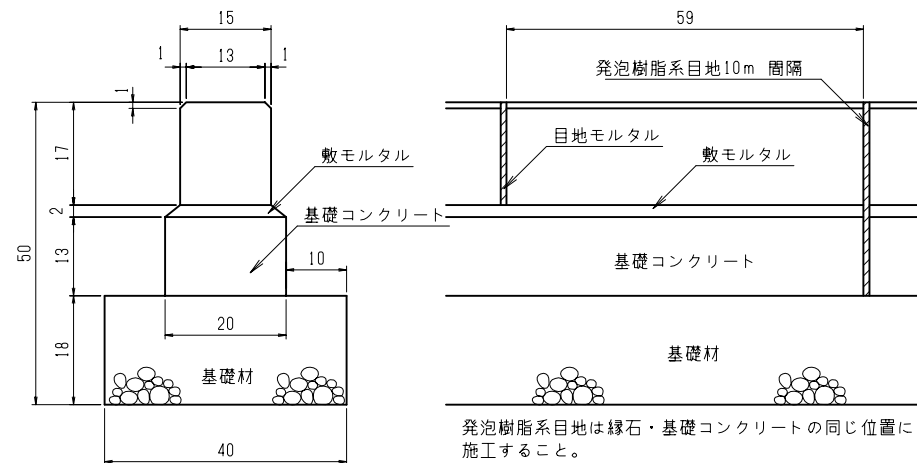 15
1
13
1
1
17
2
13
18
50
敷モルタル
基礎コンクリート
10
20
基礎材
40
59
発泡樹脂系目地10m 間隔
目地モルタル
敷モルタル
基礎コンクリート
基礎材
発泡樹脂系目地は縁石・基礎コンクリートの同じ位置に
施工すること。